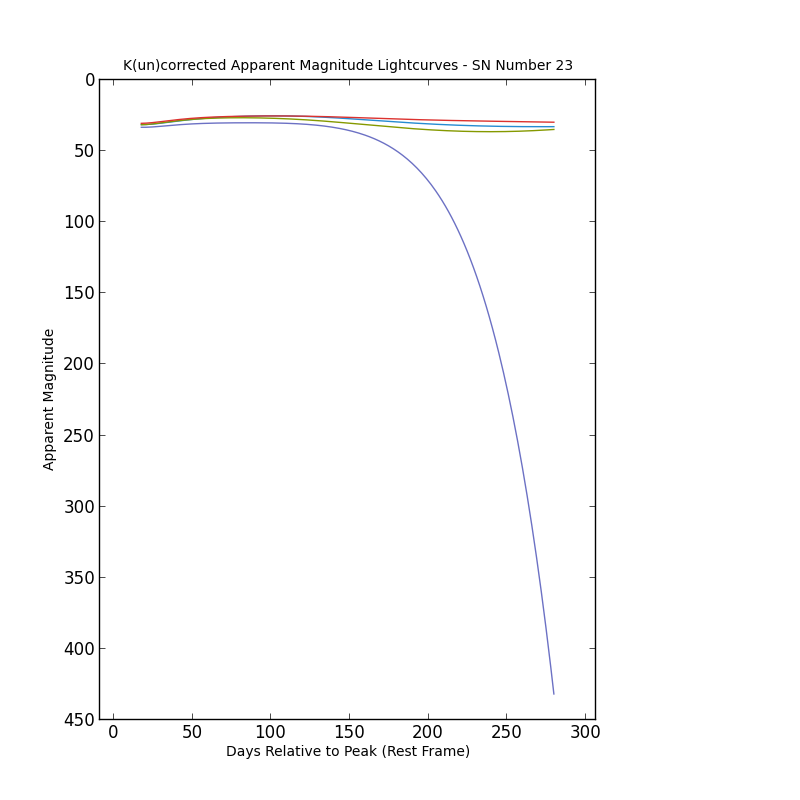 K(un)corrected Apparent Magnitude Lightcurves - SN Number 23
0
50
100
150
200
250
300
350
400
450
Apparent Magnitude
0 50 100 150 200 250 300
Days Relative to Peak (Rest Frame)